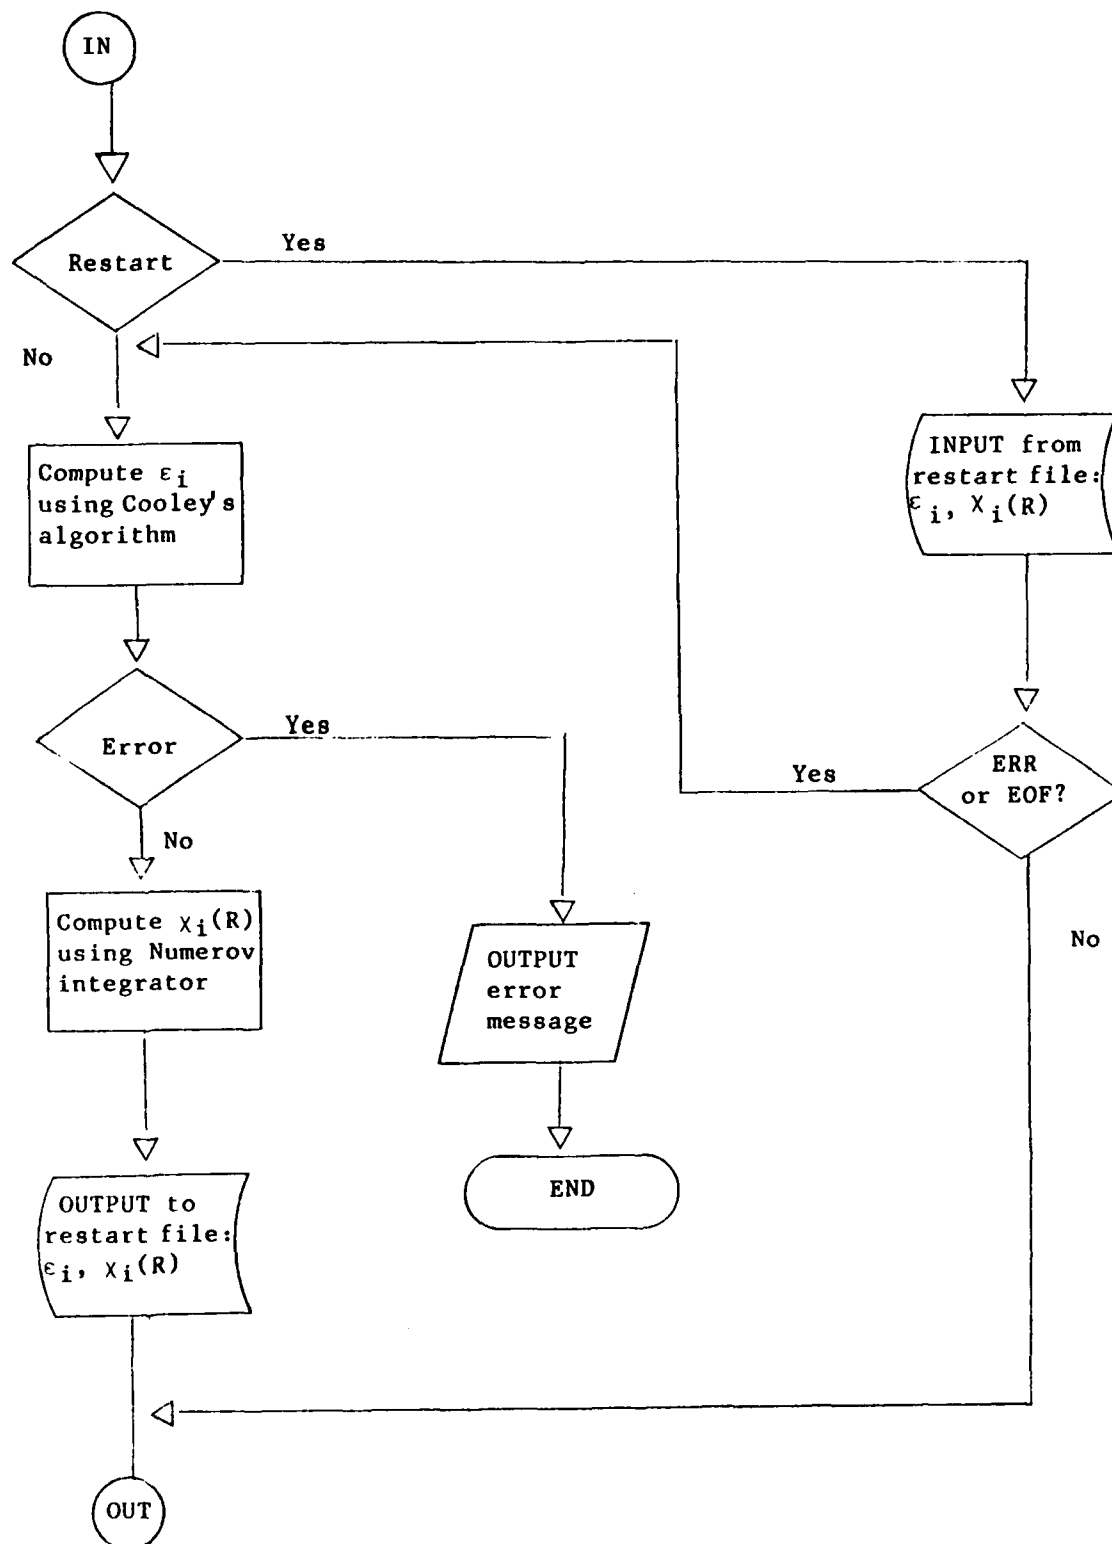 IN
Restart
Yes
No
Compute εi
using Cooley's
algorithm
INPUT from
restart file:
εi, χi(R)
Error
Yes
No
ERR
or EOF?
Yes
No
Compute χi(R)
using Numerov
integrator
OUTPUT
error
message
END
OUTPUT to
restart file:
εi, χi(R)
OUT